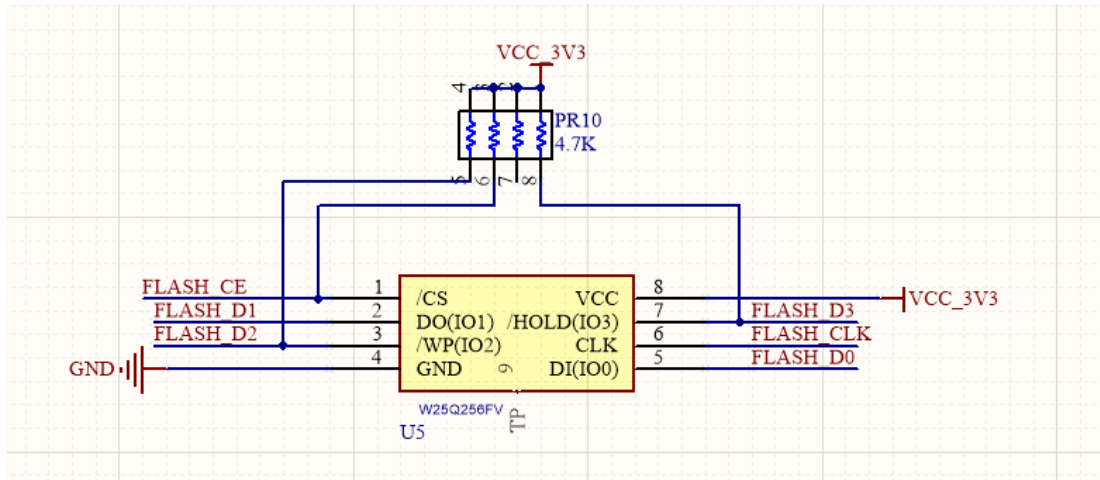 VCC_3V3
4
PR10
4.7K
5 6 7 8
FLASH_CE 1 /CS VCC 8 VCC_3V3
FLASH_D1 2 DO(IO1) /HOLD(IO3) 7 FLASH_D3
FLASH_D2 3 /WP(IO2) CLK 6 FLASH_CLK
GND 4 GND 9 DI(IO0) 5 FLASH_D0
W25Q256FV TP
U5